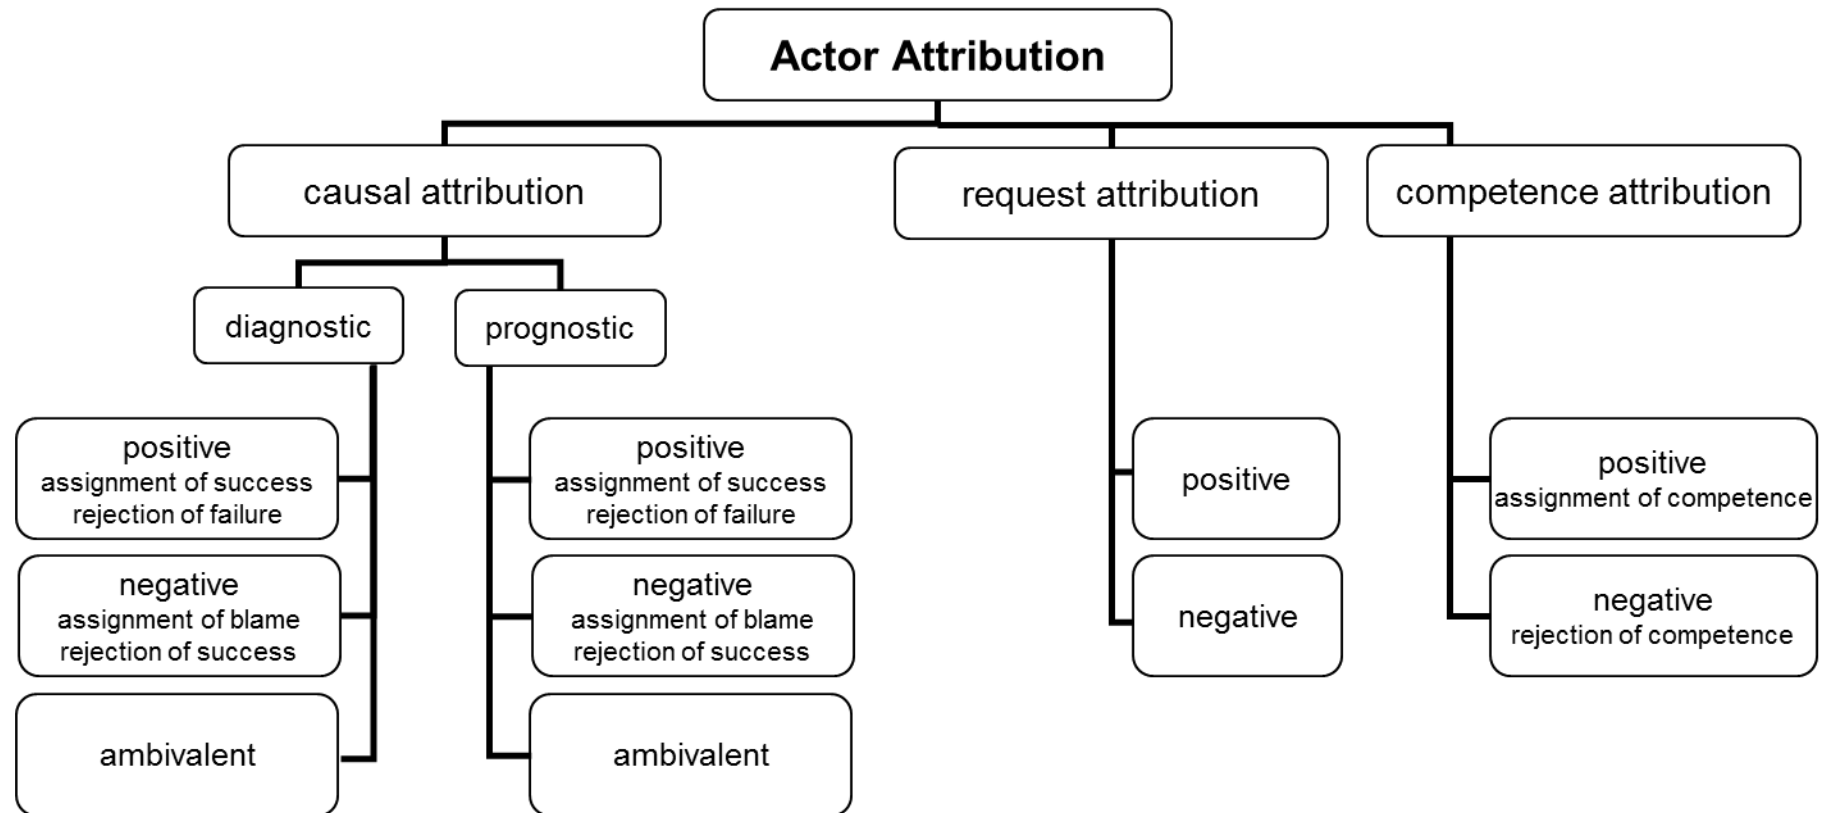 Actor Attribution
causal attribution
request attribution
competence attribution
diagnostic
prognostic
positive
assignment of success
rejection of failure
negative
assignment of blame
rejection of success
ambivalent
positive
assignment of success
rejection of failure
negative
assignment of blame
rejection of success
ambivalent
positive
negative
positive
assignment of competence
negative
rejection of competence